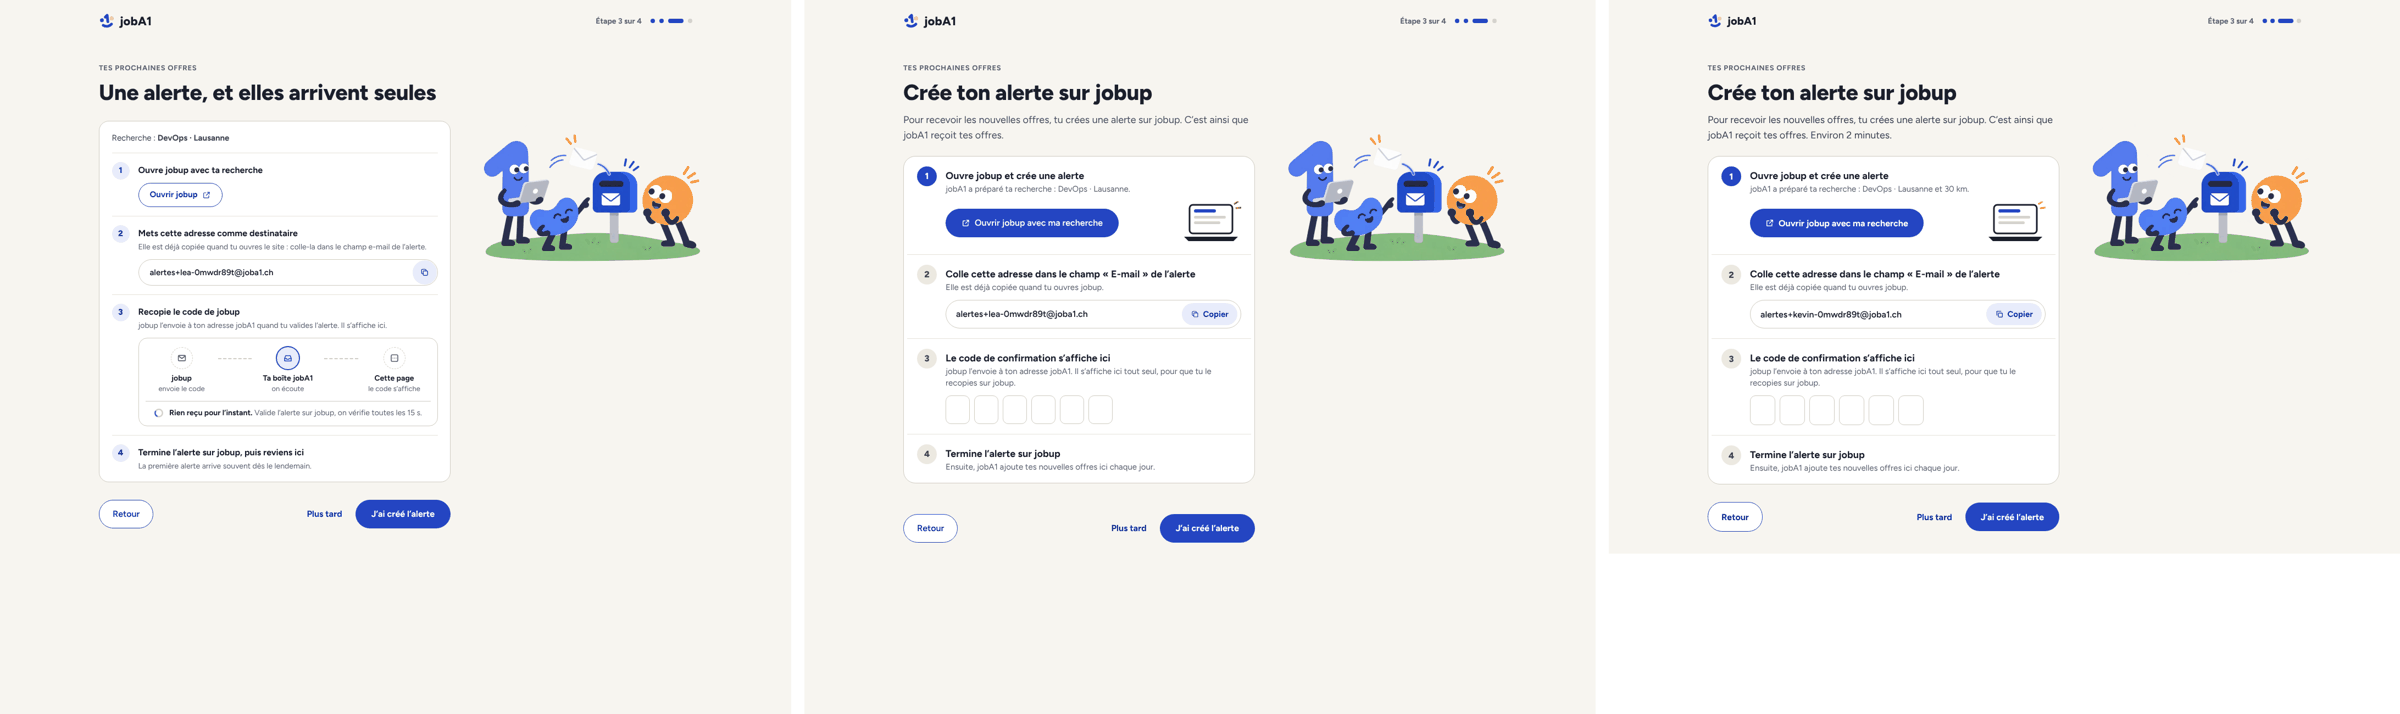 jobA1
Étape 3 sur 4
TES PROCHAINES OFFRES
Une alerte, et elles arrivent seules
Recherche : DevOps · Lausanne
1
Ouvre jobup avec ta recherche
Ouvrir jobup
2
Mets cette adresse comme destinataire
Elle est déjà copiée quand tu ouvres le site : colle-la dans le champ e-mail de l'alerte.
alertes+lea-0mwdr89t@joba1.ch
3
Recopie le code de jobup
jobup l'envoie à ton adresse jobA1 quand tu valides l'alerte. Il s'affiche ici.
jobup
envoie le code
Ta boîte jobA1
on écoute
Cette page
le code s'affiche
Rien reçu pour l'instant. Valide l'alerte sur jobup, on vérifie toutes les 15 s.
4
Termine l'alerte sur jobup, puis reviens ici
La première alerte arrive souvent dès le lendemain.
Retour
Plus tard
J'ai créé l'alerte
jobA1
Étape 3 sur 4
TES PROCHAINES OFFRES
Crée ton alerte sur jobup
Pour recevoir les nouvelles offres, tu crées une alerte sur jobup. C'est ainsi que
jobA1 reçoit tes offres.
1
Ouvre jobup et crée une alerte
jobA1 a préparé ta recherche : DevOps · Lausanne.
Ouvrir jobup avec ma recherche
2
Colle cette adresse dans le champ « E-mail » de l'alerte
Elle est déjà copiée quand tu ouvres jobup.
alertes+lea-0mwdr89t@joba1.ch
Copier
3
Le code de confirmation s'affiche ici
jobup l'envoie à ton adresse jobA1. Il s'affiche ici tout seul, pour que tu le
recopies sur jobup.
4
Termine l'alerte sur jobup
Ensuite, jobA1 ajoute tes nouvelles offres ici chaque jour.
Retour
Plus tard
J'ai créé l'alerte
jobA1
Étape 3 sur 4
TES PROCHAINES OFFRES
Crée ton alerte sur jobup
Pour recevoir les nouvelles offres, tu crées une alerte sur jobup. C'est ainsi que
jobA1 reçoit tes offres. Environ 2 minutes.
1
Ouvre jobup et crée une alerte
jobA1 a préparé ta recherche : DevOps · Lausanne et 30 km.
Ouvrir jobup avec ma recherche
2
Colle cette adresse dans le champ « E-mail » de l'alerte
Elle est déjà copiée quand tu ouvres jobup.
alertes+kevin-0mwdr89t@joba1.ch
Copier
3
Le code de confirmation s'affiche ici
jobup l'envoie à ton adresse jobA1. Il s'affiche ici tout seul, pour que tu le
recopies sur jobup.
4
Termine l'alerte sur jobup
Ensuite, jobA1 ajoute tes nouvelles offres ici chaque jour.
Retour
Plus tard
J'ai créé l'alerte